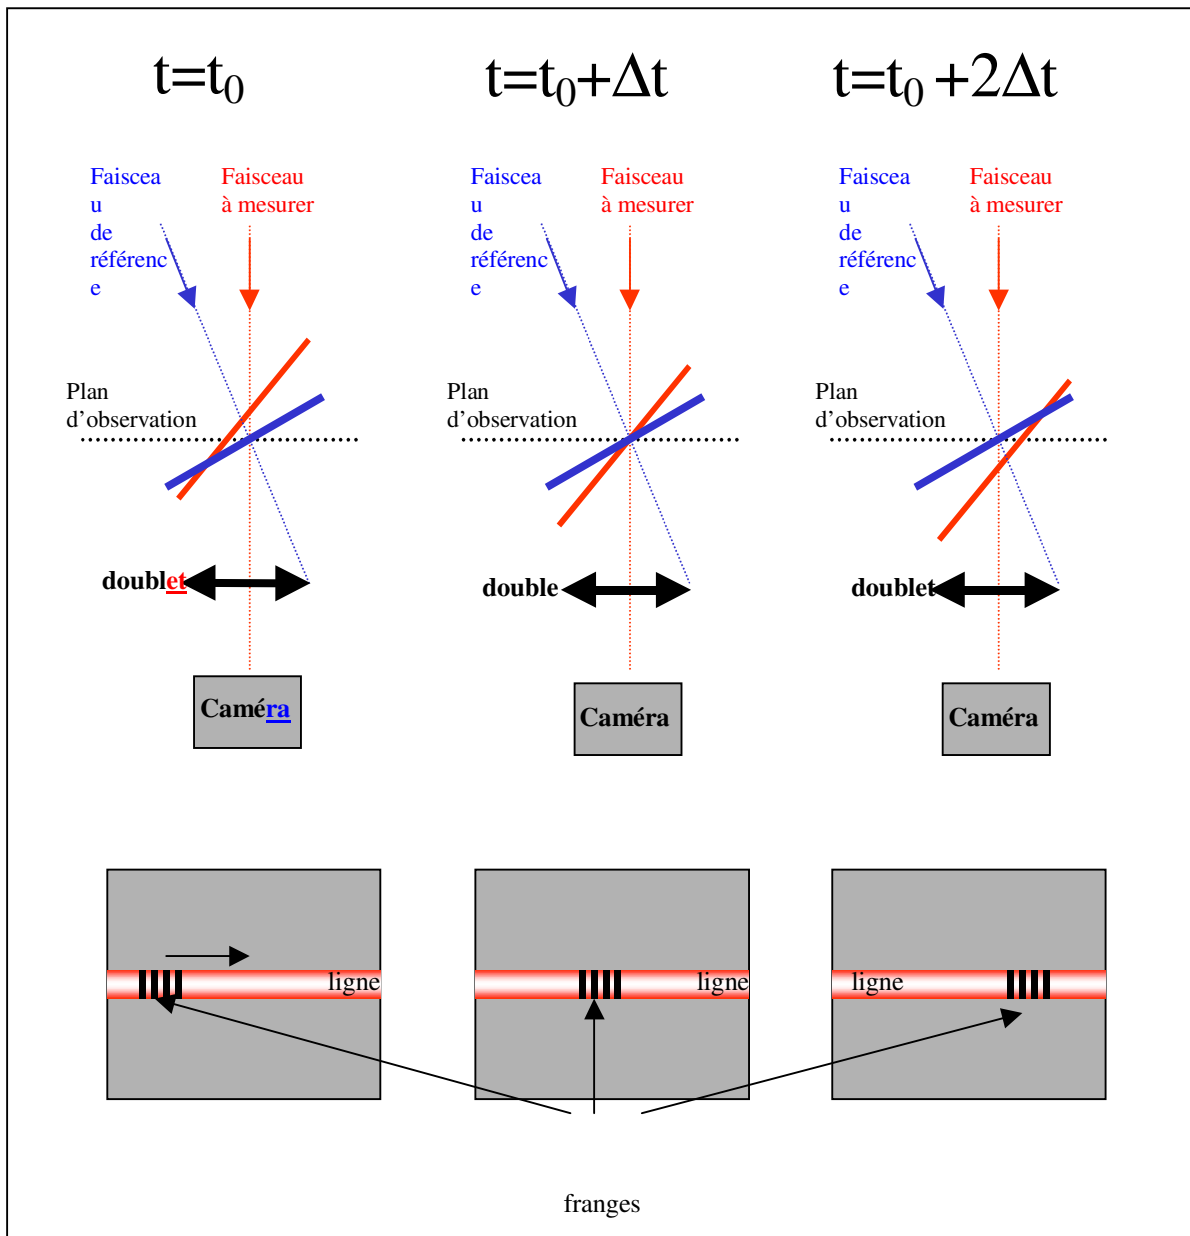 t=t0
t=t0+Δt
t=t0 +2Δt
Faiscea
u
de
référenc
e
Faisceau
à mesurer
Faiscea
u
de
référenc
e
Faisceau
à mesurer
Faiscea
u
de
référenc
e
Faisceau
à mesurer
Plan
d’observation
Plan
d’observation
Plan
d’observation
doublet
double
doublet
Caméra
Caméra
Caméra
ligne
ligne
ligne
franges